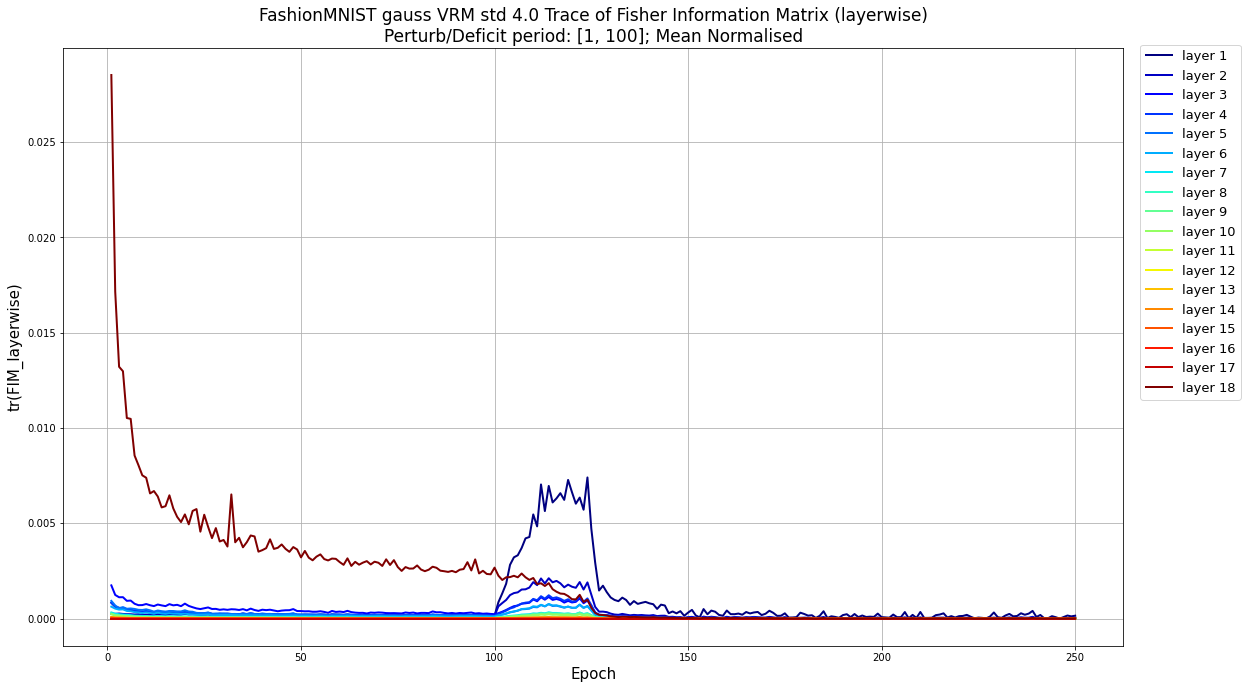 FashionMNIST gauss VRM std 4.0 Trace of Fisher Information Matrix (layerwise)
Perturb/Deficit period: [1, 100]; Mean Normalised
tr(FIM_layerwise)
0.025
0.020
0.015
0.010
0.005
0.000
0
50
100
150
200
250
Epoch
layer 1
layer 2
layer 3
layer 4
layer 5
layer 6
layer 7
layer 8
layer 9
layer 10
layer 11
layer 12
layer 13
layer 14
layer 15
layer 16
layer 17
layer 18